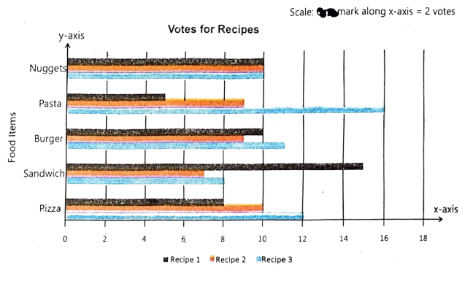 Scale: mark along x-axis = 2 votes
Votes for Recipes
y-axis
Nuggets
Pasta
Burger
Sandwich
Pizza
Food Items
x-axis
0 2 4 6 8 10 12 14 16 18
Recipe 1 Recipe 2 Recipe 3